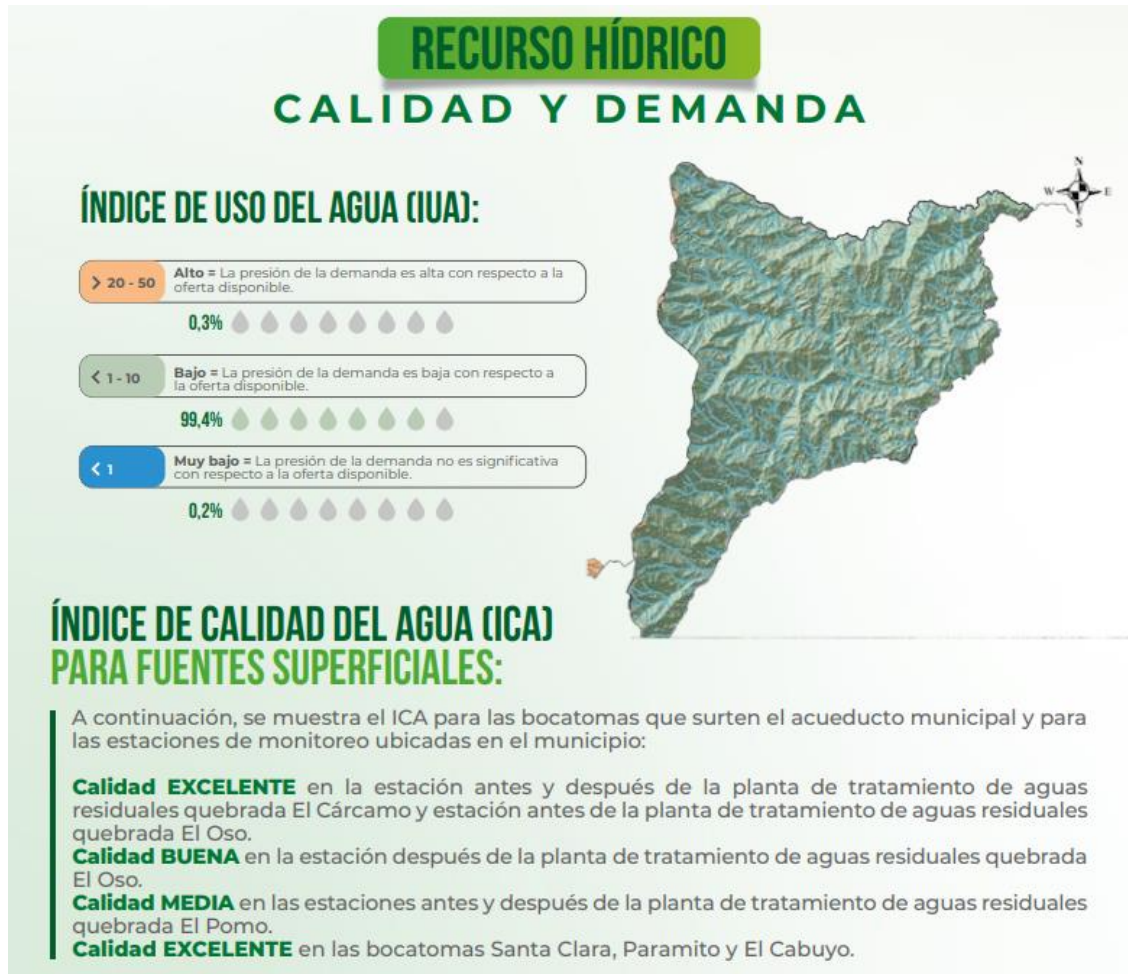 RECURSO HÍDRICO
CALIDAD Y DEMANDA
ÍNDICE DE USO DEL AGUA (IUA):
> 20 - 50
Alto = La presión de la demanda es alta con respecto a la
oferta disponible.
0,3%
< 1 - 10
Bajo = La presión de la demanda es baja con respecto a
la oferta disponible.
99,4%
< 1
Muy bajo = La presión de la demanda no es significativa
con respecto a la oferta disponible.
0,2%
N
W
E
S
ÍNDICE DE CALIDAD DEL AGUA (ICA)
PARA FUENTES SUPERFICIALES:
A continuación, se muestra el ICA para las bocatomas que surten el acueducto municipal y para
las estaciones de monitoreo ubicadas en el municipio:
Calidad EXCELENTE en la estación antes y después de la planta de tratamiento de aguas
residuales quebrada El Cárcamo y estación antes de la planta de tratamiento de aguas residuales
quebrada El Oso.
Calidad BUENA en la estación después de la planta de tratamiento de aguas residuales quebrada
El Oso.
Calidad MEDIA en las estaciones antes y después de la planta de tratamiento de aguas residuales
quebrada El Pomo.
Calidad EXCELENTE en las bocatomas Santa Clara, Paramito y El Cabuyo.